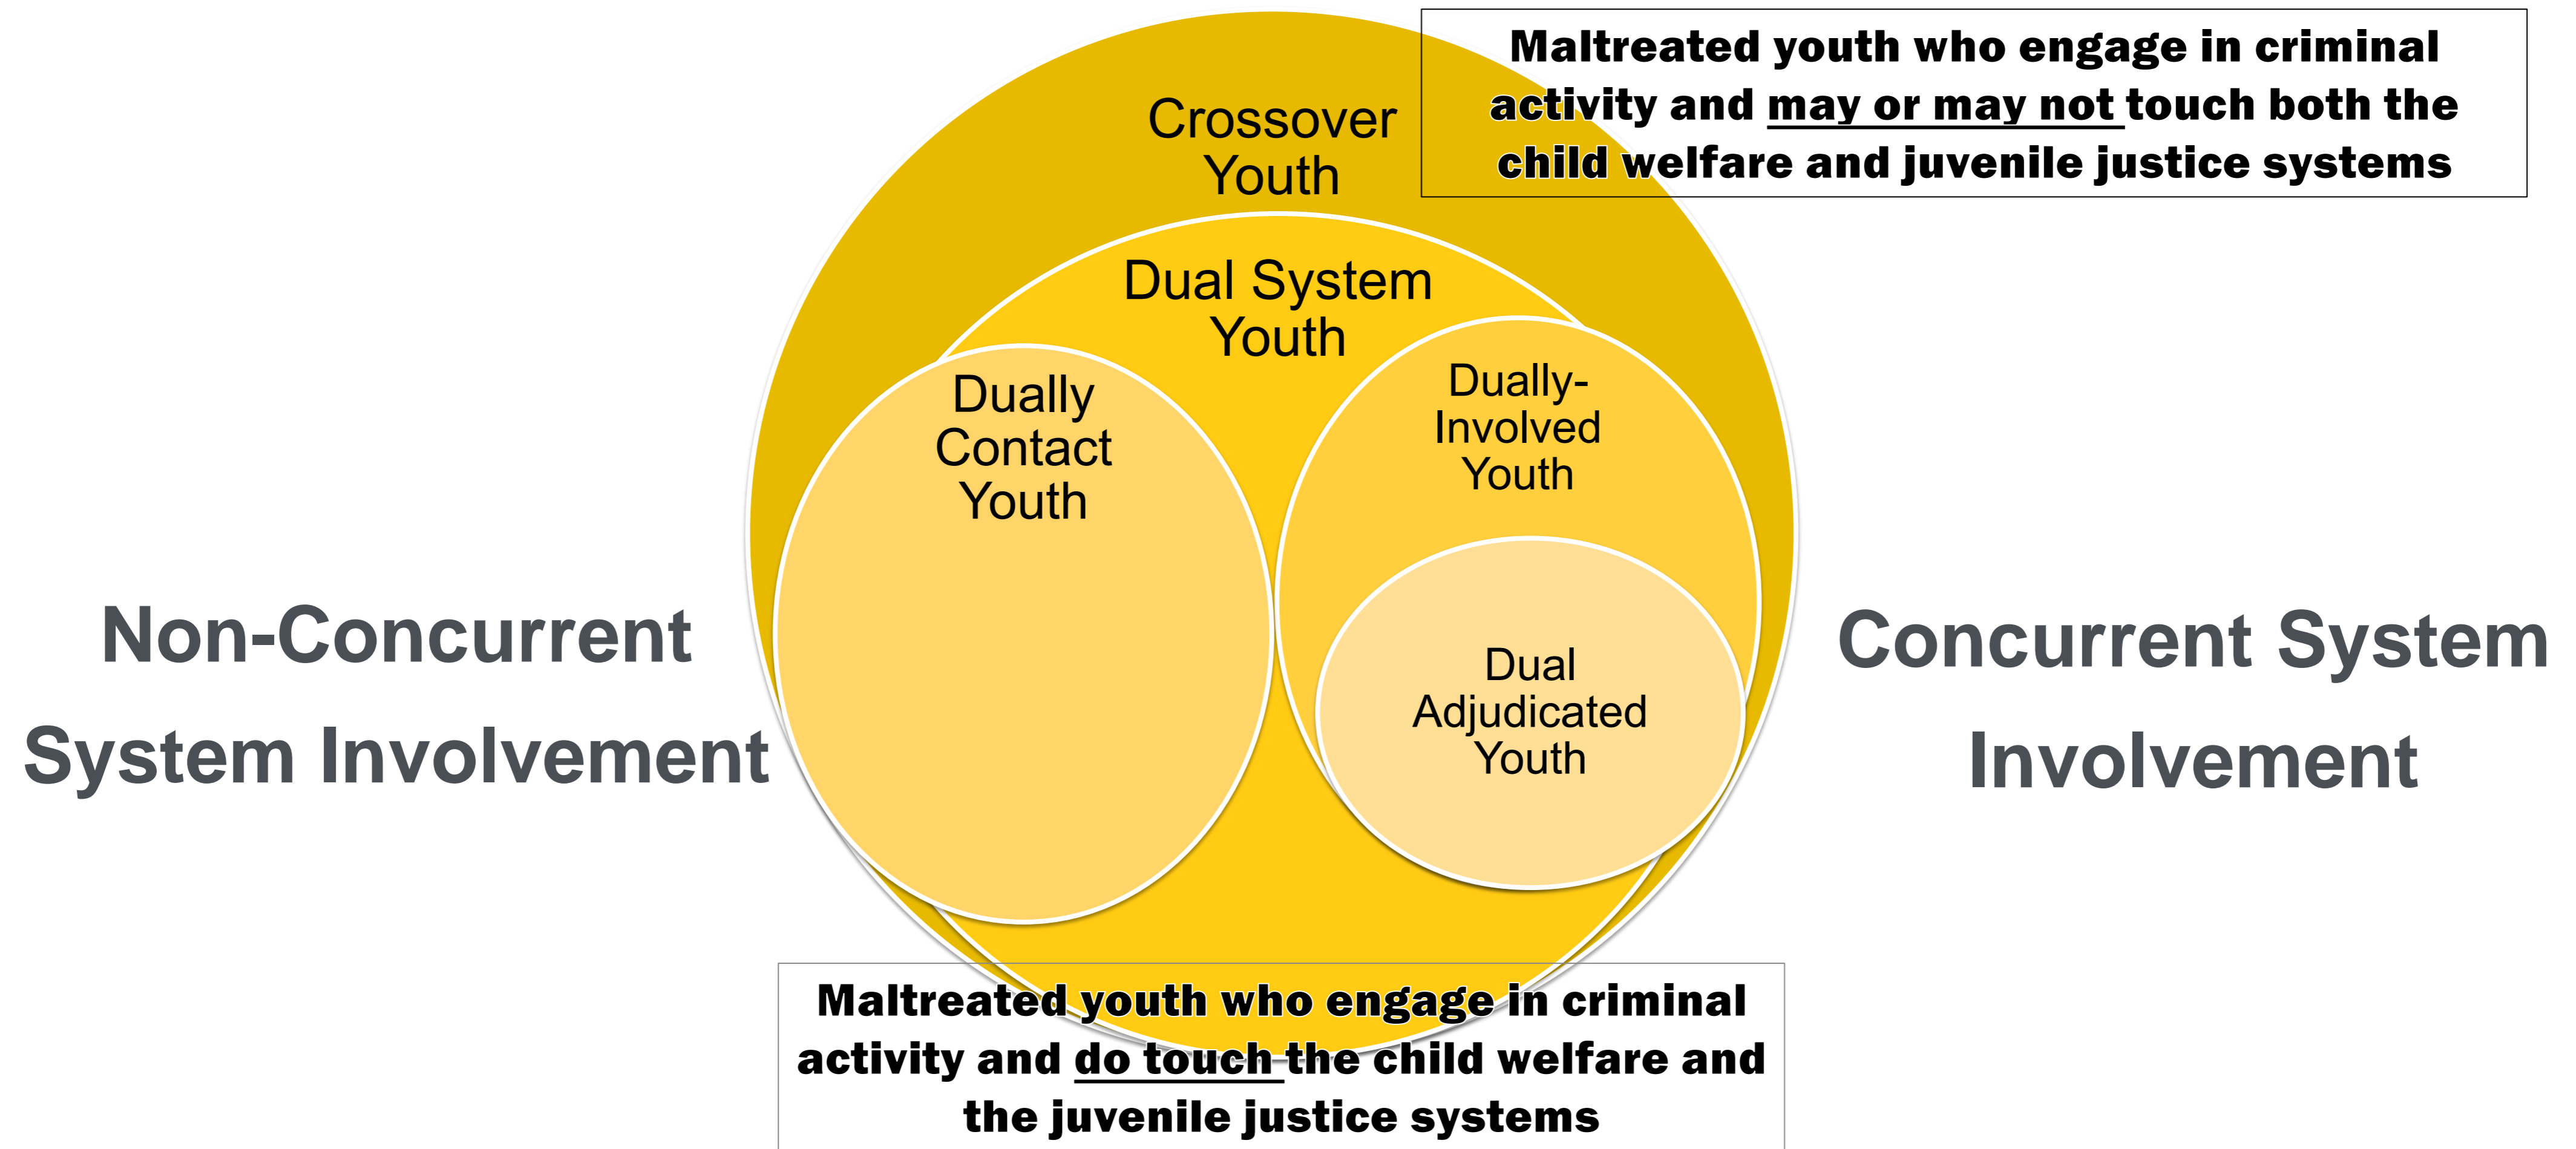 Maltreated youth who engage in criminal
activity and may or may not touch both the
child welfare and juvenile justice systems
Crossover
Youth
Dual System
Youth
Dually
Contact
Youth
Dually-
Involved
Youth
Dual
Adjudicated
Youth
Non-Concurrent
System Involvement
Concurrent System
Involvement
Maltreated youth who engage in criminal
activity and do touch the child welfare and
the juvenile justice systems